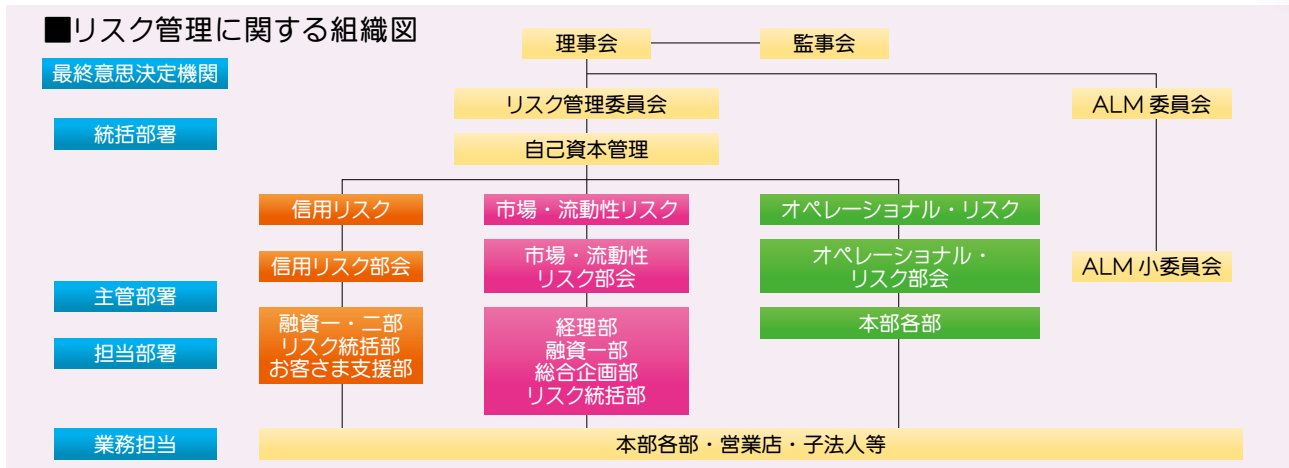 ■リスク管理に関する組織図
理事会
監事会
最終意思決定機関
リスク管理委員会
ALM委員会
統括部署
自己資本管理
信用リスク
市場・流動性リスク
オペレーショナル・リスク
信用リスク部会
市場・流動性
リスク部会
オペレーショナル・
リスク部会
ALM小委員会
主管部署
担当部署
融資一・二部
リスク統括部
お客さま支援部
経理部
融資一部
総合企画部
リスク統括部
本部各部
業務担当
本部各部・営業店・子法人等